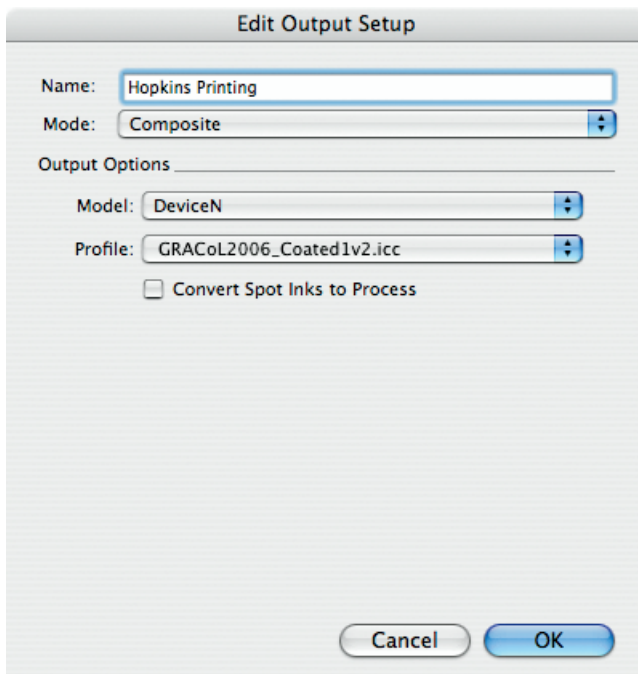 Edit Output Setup
Name: Hopkins Printing
Mode: Composite
Output Options
Model: DeviceN
Profile: GRACoL2006_Coated1v2.icc
Convert Spot Inks to Process
Cancel OK